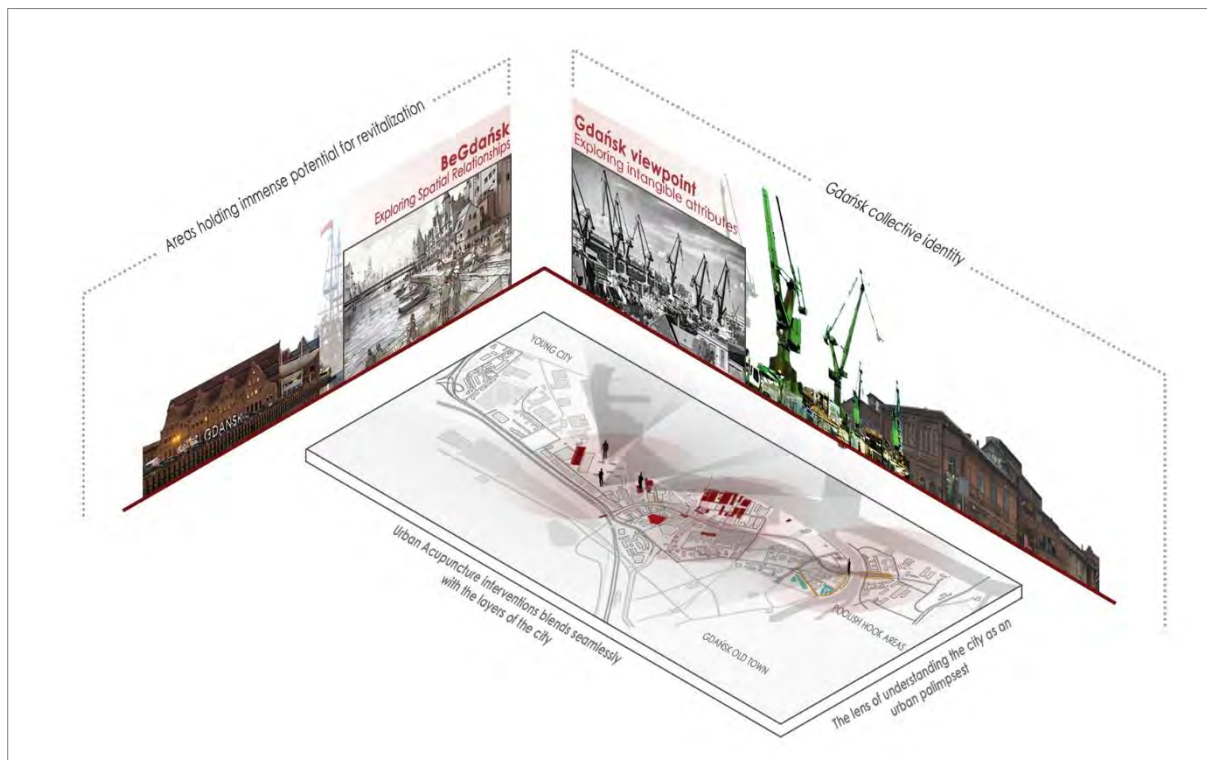 Areas holding immense potential for revitalization
BeGdańsk
Exploring Spatial Relationships
Gdańsk viewpoint
Exploring intangible attributes
Gdańsk collective identity
GDANSK
YOUNG CITY
GDAŃSK OLD TOWN
POOLISH HOOK AREAS
Urban Acupuncture interventions blends seamlessly
with the layers of the city
The lens of understanding the city as an
urban palimpsest